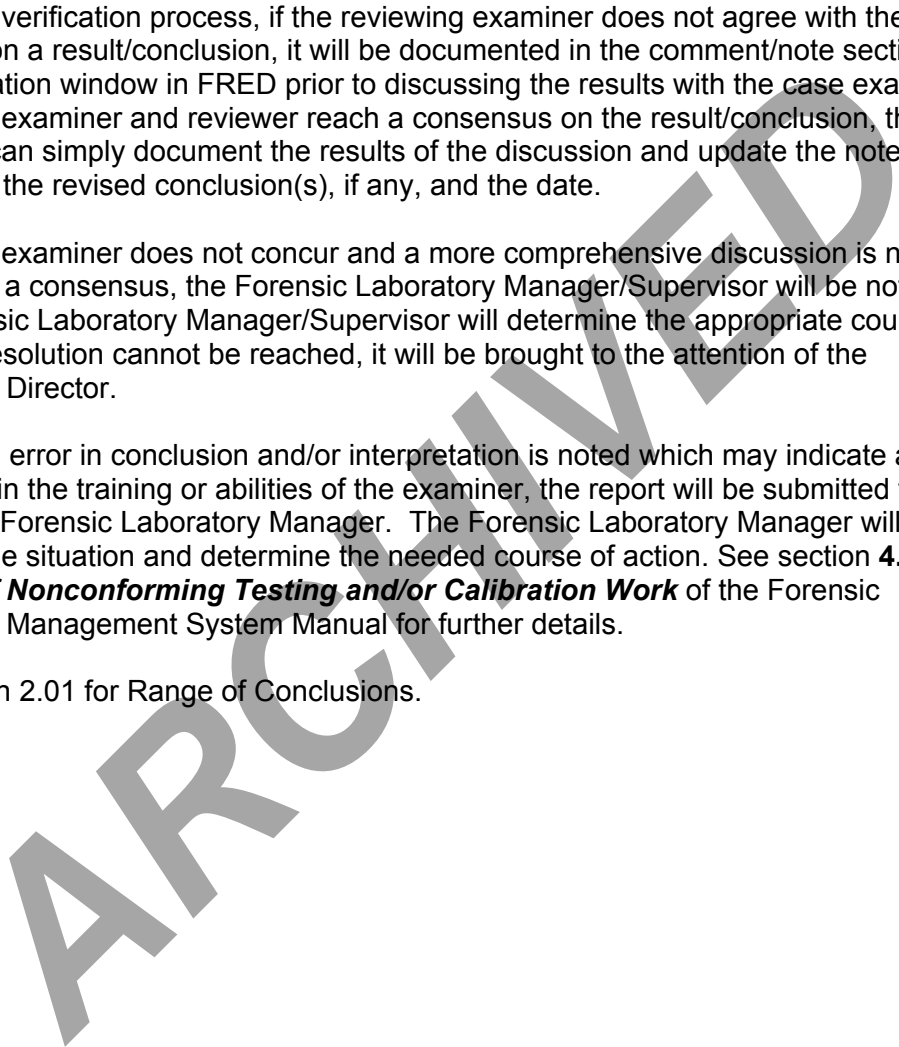 verification process, if the reviewing examiner does not agree with the
on a result/conclusion, it will be documented in the comment/note secti
ation window in FRED prior to discussing the results with the case exa
examiner and reviewer reach a consensus on the result/conclusion, th
can simply document the results of the discussion and update the note
the revised conclusion(s), if any, and the date.
examiner does not concur and a more comprehensive discussion is n
a consensus, the Forensic Laboratory Manager/Supervisor will be not
sic Laboratory Manager/Supervisor will determine the appropriate cou
esolution cannot be reached, it will be brought to the attention of the
Director.
error in conclusion and/or interpretation is noted which may indicate a
in the training or abilities of the examiner, the report will be submitted t
Forensic Laboratory Manager. The Forensic Laboratory Manager will
e situation and determine the needed course of action. See section 4.
f Nonconforming Testing and/or Calibration Work of the Forensic
Management System Manual for further details.
n 2.01 for Range of Conclusions.
ARCHIVED